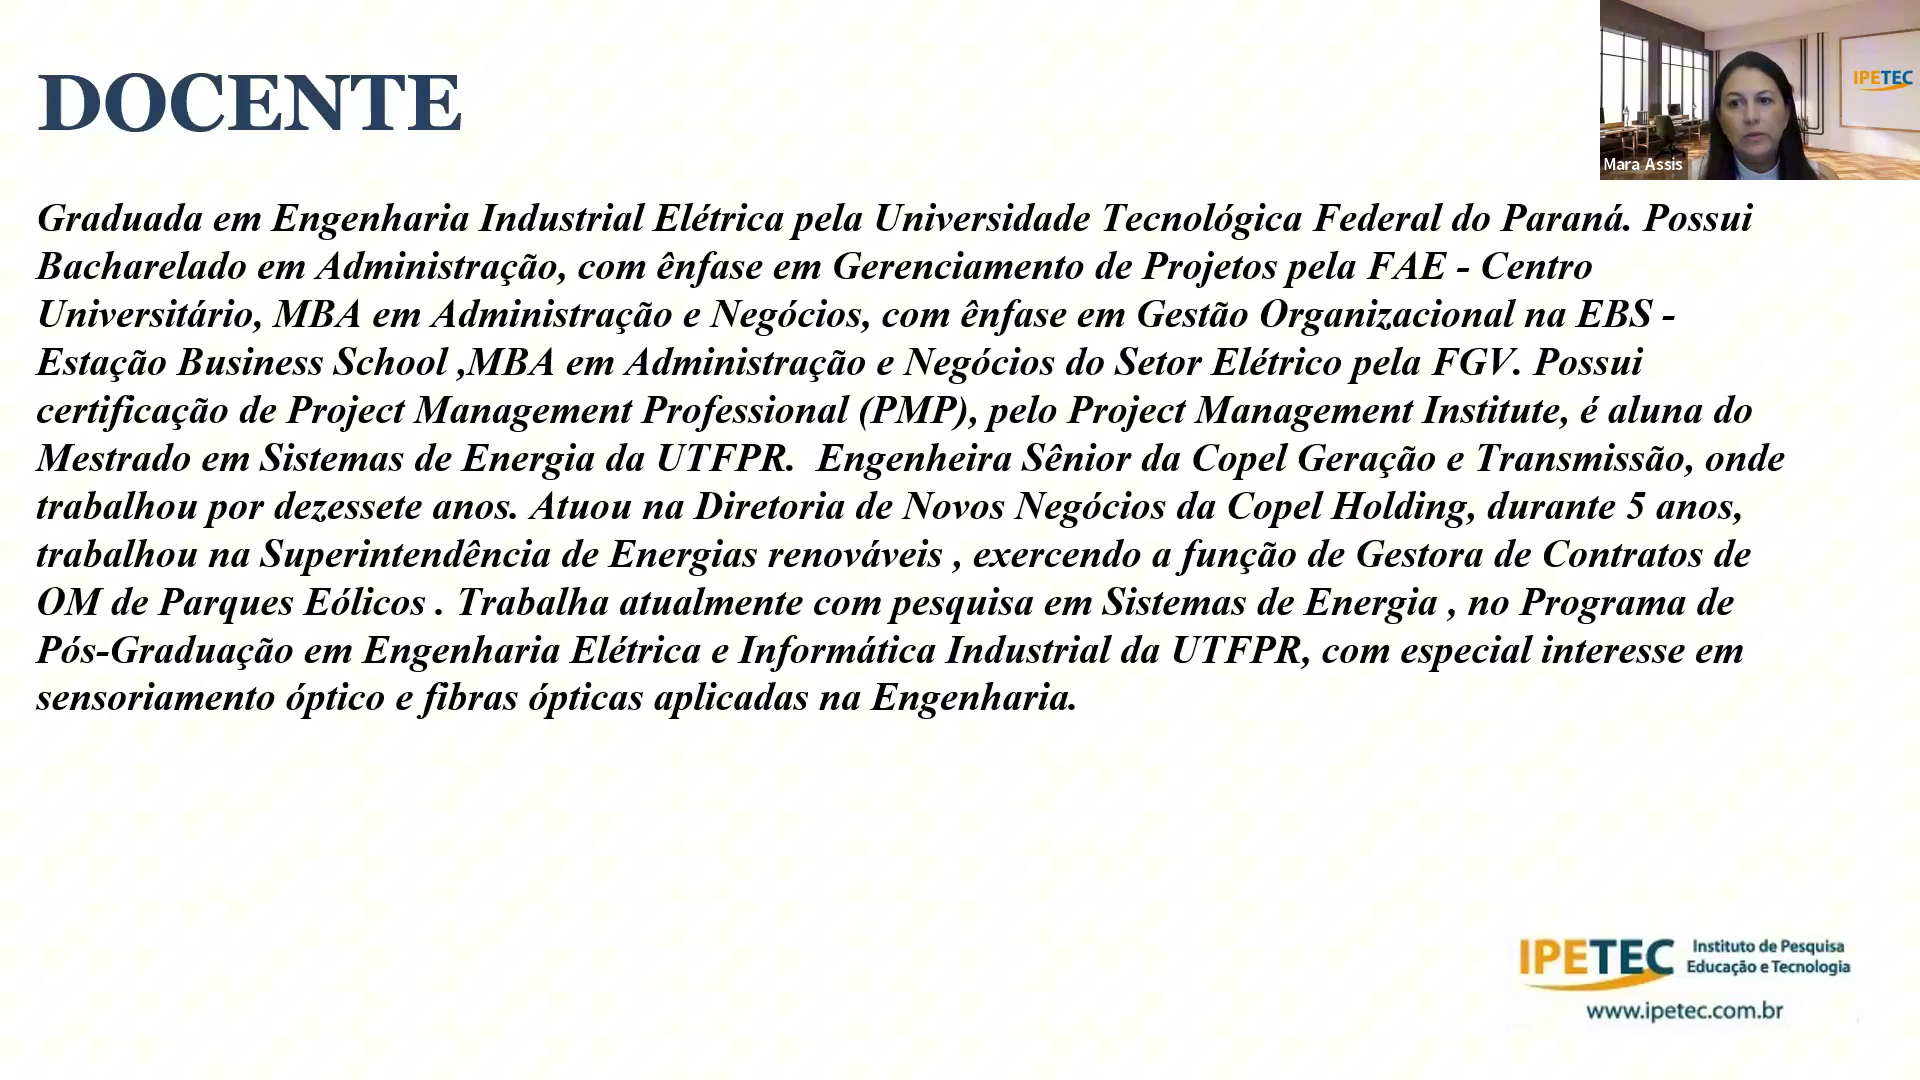 DOCENTE
IPETEC
Mara Assis
Graduada em Engenharia Industrial Elétrica pela Universidade Tecnológica Federal do Paraná. Possui
Bacharelado em Administração, com ênfase em Gerenciamento de Projetos pela FAE - Centro
Universitário, MBA em Administração e Negócios, com ênfase em Gestão Organizacional na EBS -
Estação Business School ,MBA em Administração e Negócios do Setor Elétrico pela FGV. Possui
certificação de Project Management Professional (PMP), pelo Project Management Institute, é aluna do
Mestrado em Sistemas de Energia da UTFPR.  Engenheira Sênior da Copel Geração e Transmissão, onde
trabalhou por dezessete anos. Atuou na Diretoria de Novos Negócios da Copel Holding, durante 5 anos,
trabalhou na Superintendência de Energias renováveis , exercendo a função de Gestora de Contratos de
OM de Parques Eólicos . Trabalha atualmente com pesquisa em Sistemas de Energia , no Programa de
Pós-Graduação em Engenharia Elétrica e Informática Industrial da UTFPR, com especial interesse em
sensoriamento óptico e fibras ópticas aplicadas na Engenharia.
IPETEC
Instituto de Pesquisa
Educação e Tecnologia
www.ipetec.com.br